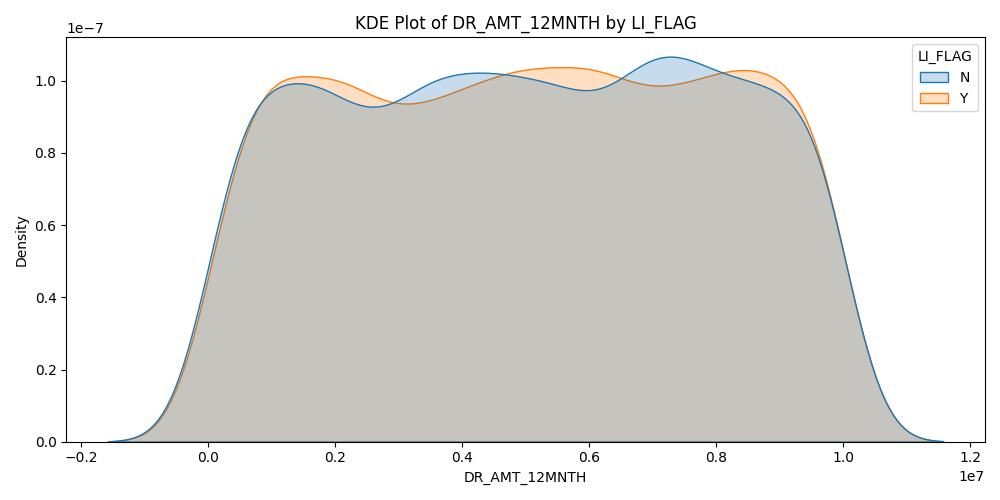 KDE Plot of DR_AMT_12MNTH by LI_FLAG
1e−7
LI_FLAG
N
Y
1.0
0.8
0.6
0.4
0.2
0.0
Density
−0.2 0.0 0.2 0.4 0.6 0.8 1.0 1.2
1e7
DR_AMT_12MNTH